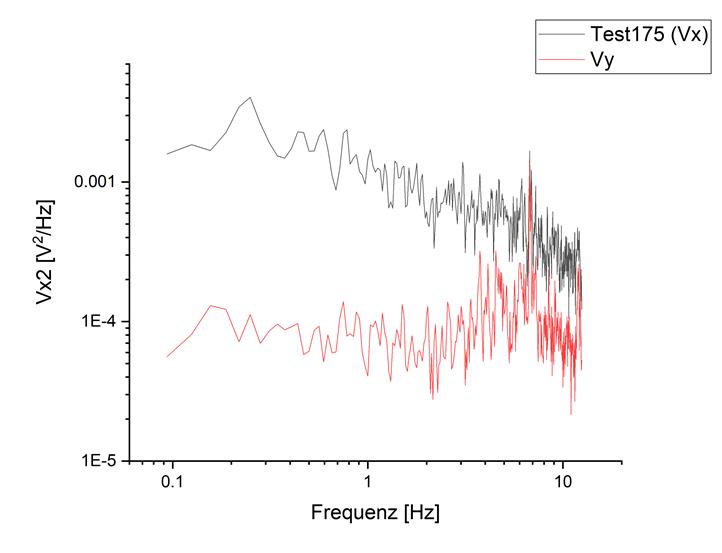 Test175 (Vx)
Vy
0.001
1E-4
1E-5
Vx2 [V²/Hz]
0.1
1
10
Frequenz [Hz]